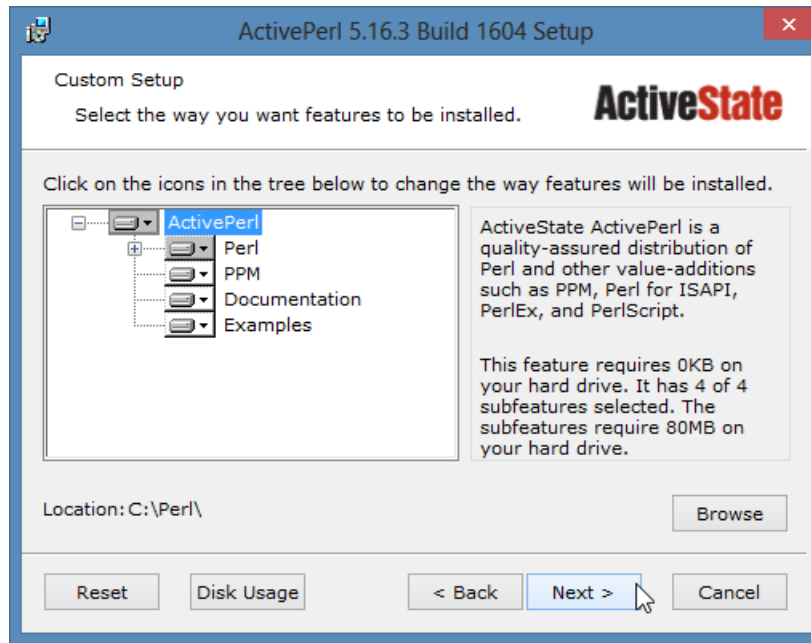 ActivePerl 5.16.3 Build 1604 Setup
Custom Setup
Select the way you want features to be installed.
ActiveState
Click on the icons in the tree below to change the way features will be installed.
ActivePerl
Perl
PPM
Documentation
Examples
ActiveState ActivePerl is a
quality-assured distribution of
Perl and other value-additions
such as PPM, Perl for ISAPI,
PerlEx, and PerlScript.
This feature requires 0KB on
your hard drive. It has 4 of 4
subfeatures selected. The
subfeatures require 80MB on
your hard drive.
Location: C:\Perl\
Browse
Reset
Disk Usage
< Back
Next >
Cancel